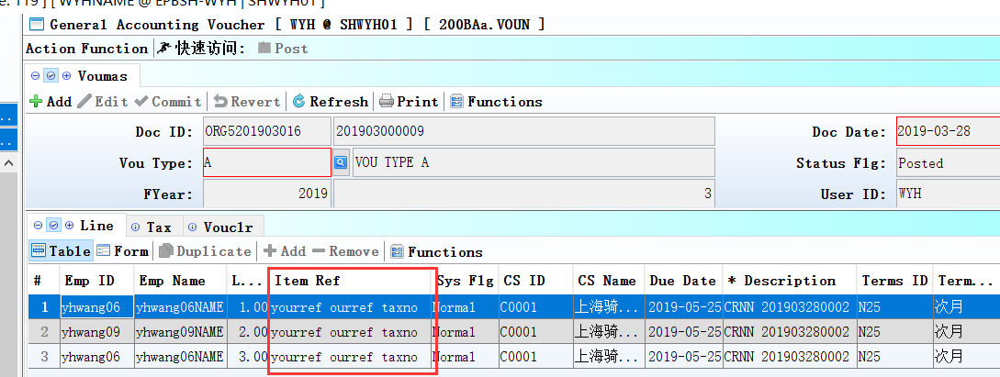 e: 119 ] [ WYHNAME @ EPBSH-WYH | SHWYH01 ]
General Accounting Voucher [ WYH @ SHWYH01 ] [ 200BAa.VOUN ]
Action Function 快速访问: Post
Voumas
Add Edit Commit Revert Refresh Print Functions
Doc ID: ORG5201903016 201903000009 Doc Date: 2019-03-28
Vou Type: A VOU TYPE A Status Flg: Posted
FYear: 2019 3 User ID: WYH
Line Tax Vouclr
Table Form Duplicate Add Remove Functions
# Emp ID Emp Name L... Item Ref Sys Flg CS ID CS Name Due Date * Description Terms ID Term...
1 yhwang06 yhwang06NAME 1.00 yourref ourref taxno Normal C0001 上海骑... 2019-05-25 CRNN 201903280002 N25 次月
2 yhwang09 yhwang09NAME 2.00 yourref ourref taxno Normal C0001 上海骑... 2019-05-25 CRNN 201903280002 N25 次月
3 yhwang06 yhwang06NAME 3.00 yourref ourref taxno Normal C0001 上海骑... 2019-05-25 CRNN 201903280002 N25 次月